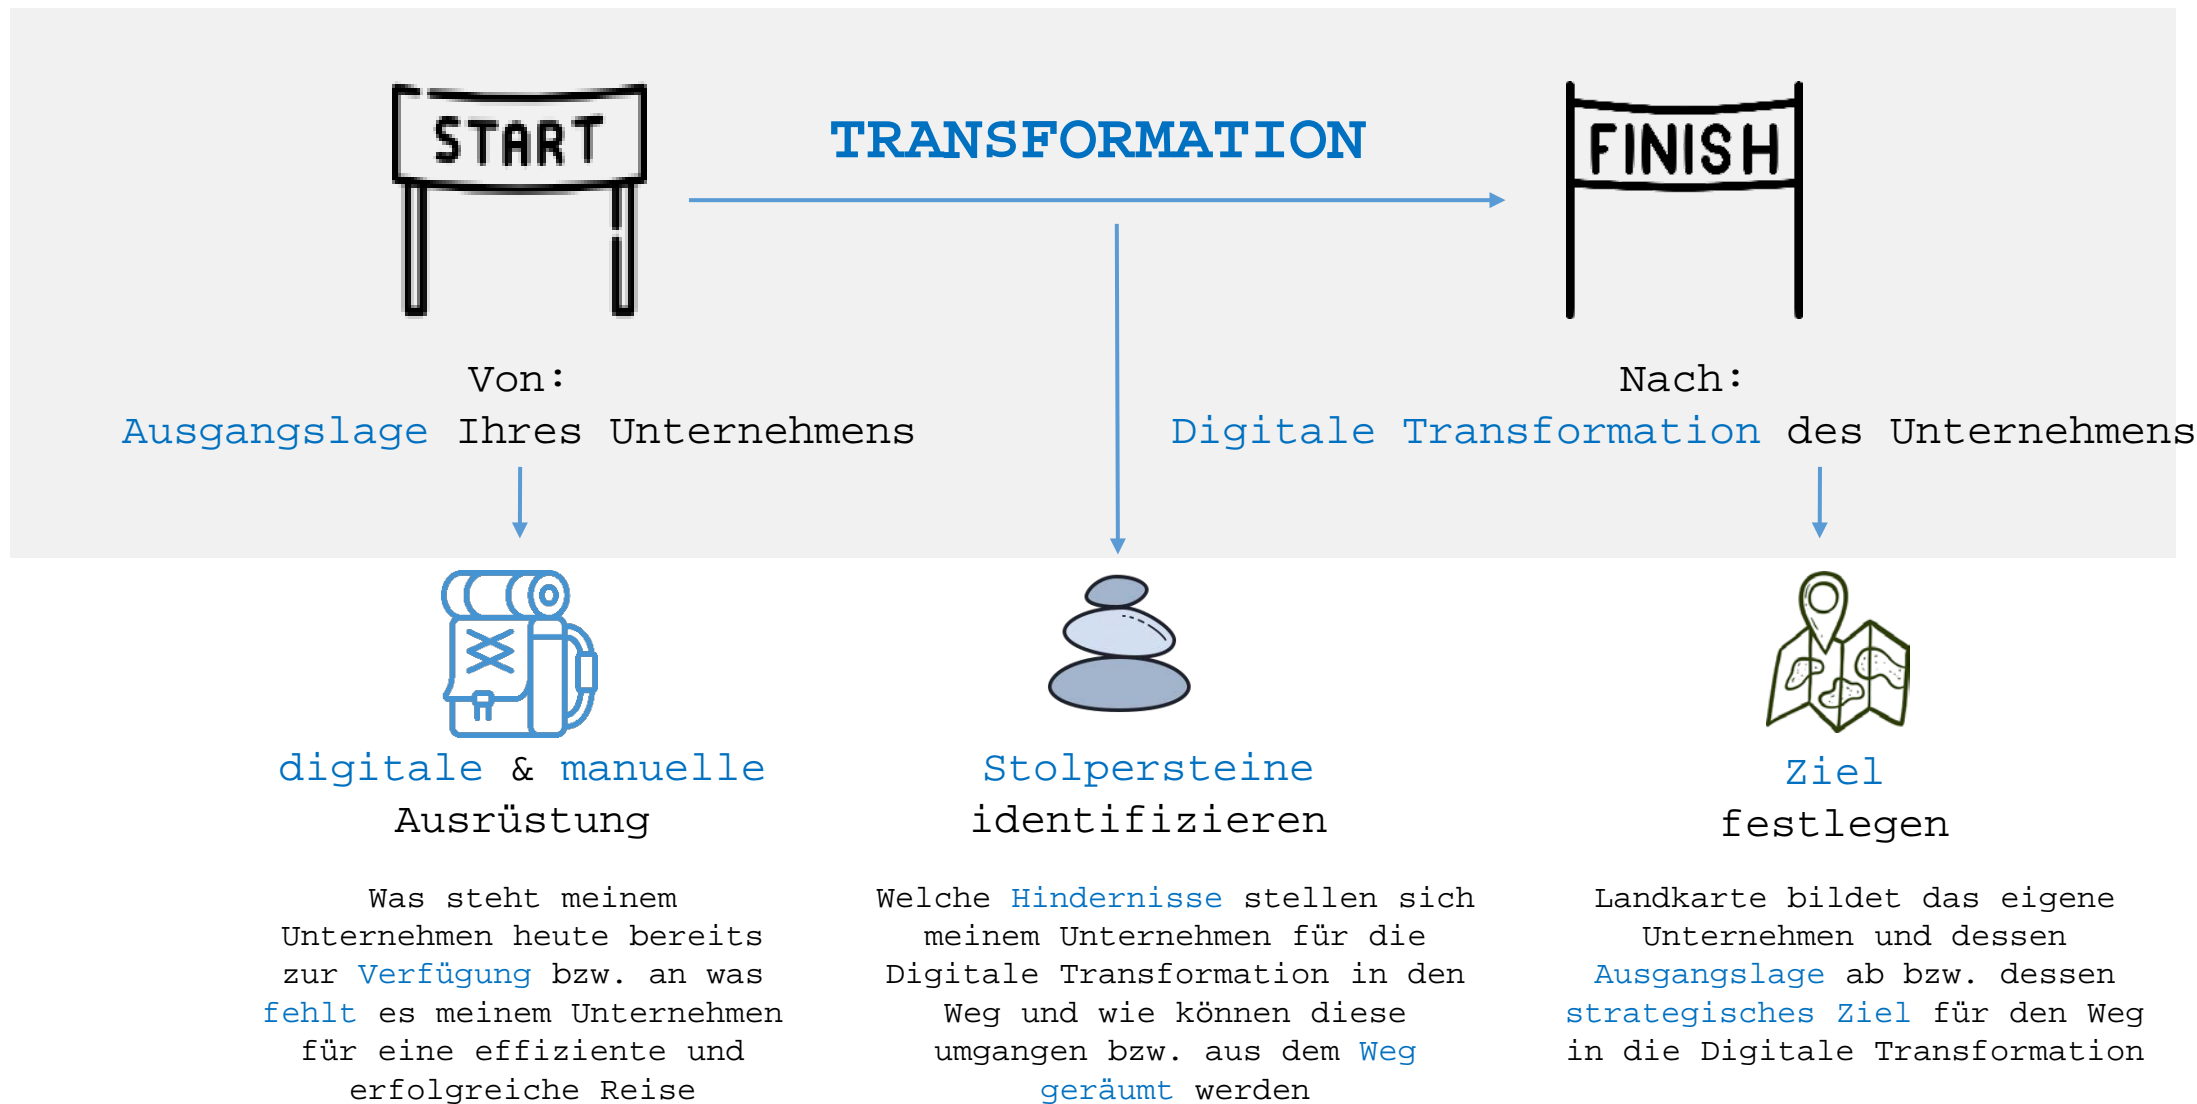 START
TRANSFORMATION
FINISH
Von:
Ausgangslage Ihres Unternehmens
Nach:
Digitale Transformation des Unternehmens
digitale & manuelle
Ausrüstung
Was steht meinem
Unternehmen heute bereits
zur Verfügung bzw. an was
fehlt es meinem Unternehmen
für eine effiziente und
erfolgreiche Reise
Stolpersteine
identifizieren
Welche Hindernisse stellen sich
meinem Unternehmen für die
Digitale Transformation in den
Weg und wie können diese
umgangen bzw. aus dem Weg
geräumt werden
Ziel
festlegen
Landkarte bildet das eigene
Unternehmen und dessen
Ausgangslage ab bzw. dessen
strategisches Ziel für den Weg
in die Digitale Transformation